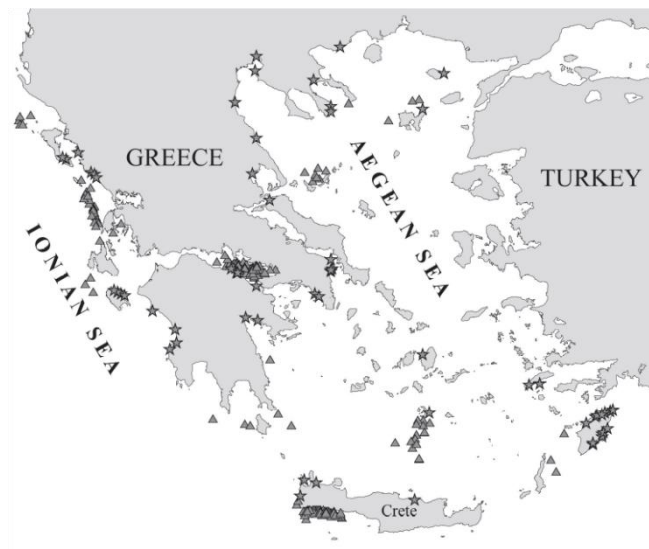 GREECE
TURKEY
AEGEAN SEA
IONIAN SEA
Crete